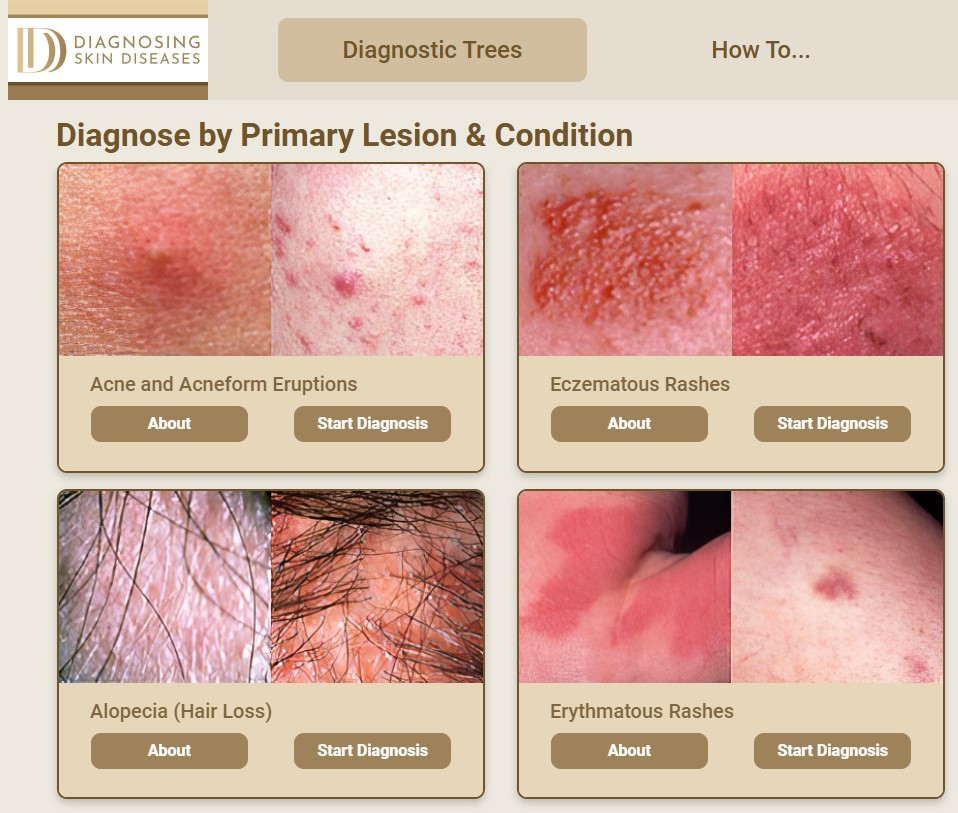 DIAGNOSING
SKIN DISEASES
Diagnostic Trees
How To...
Diagnose by Primary Lesion & Condition
Acne and Acneform Eruptions
About
Start Diagnosis
Eczematous Rashes
About
Start Diagnosis
Alopecia (Hair Loss)
About
Start Diagnosis
Erythmatous Rashes
About
Start Diagnosis